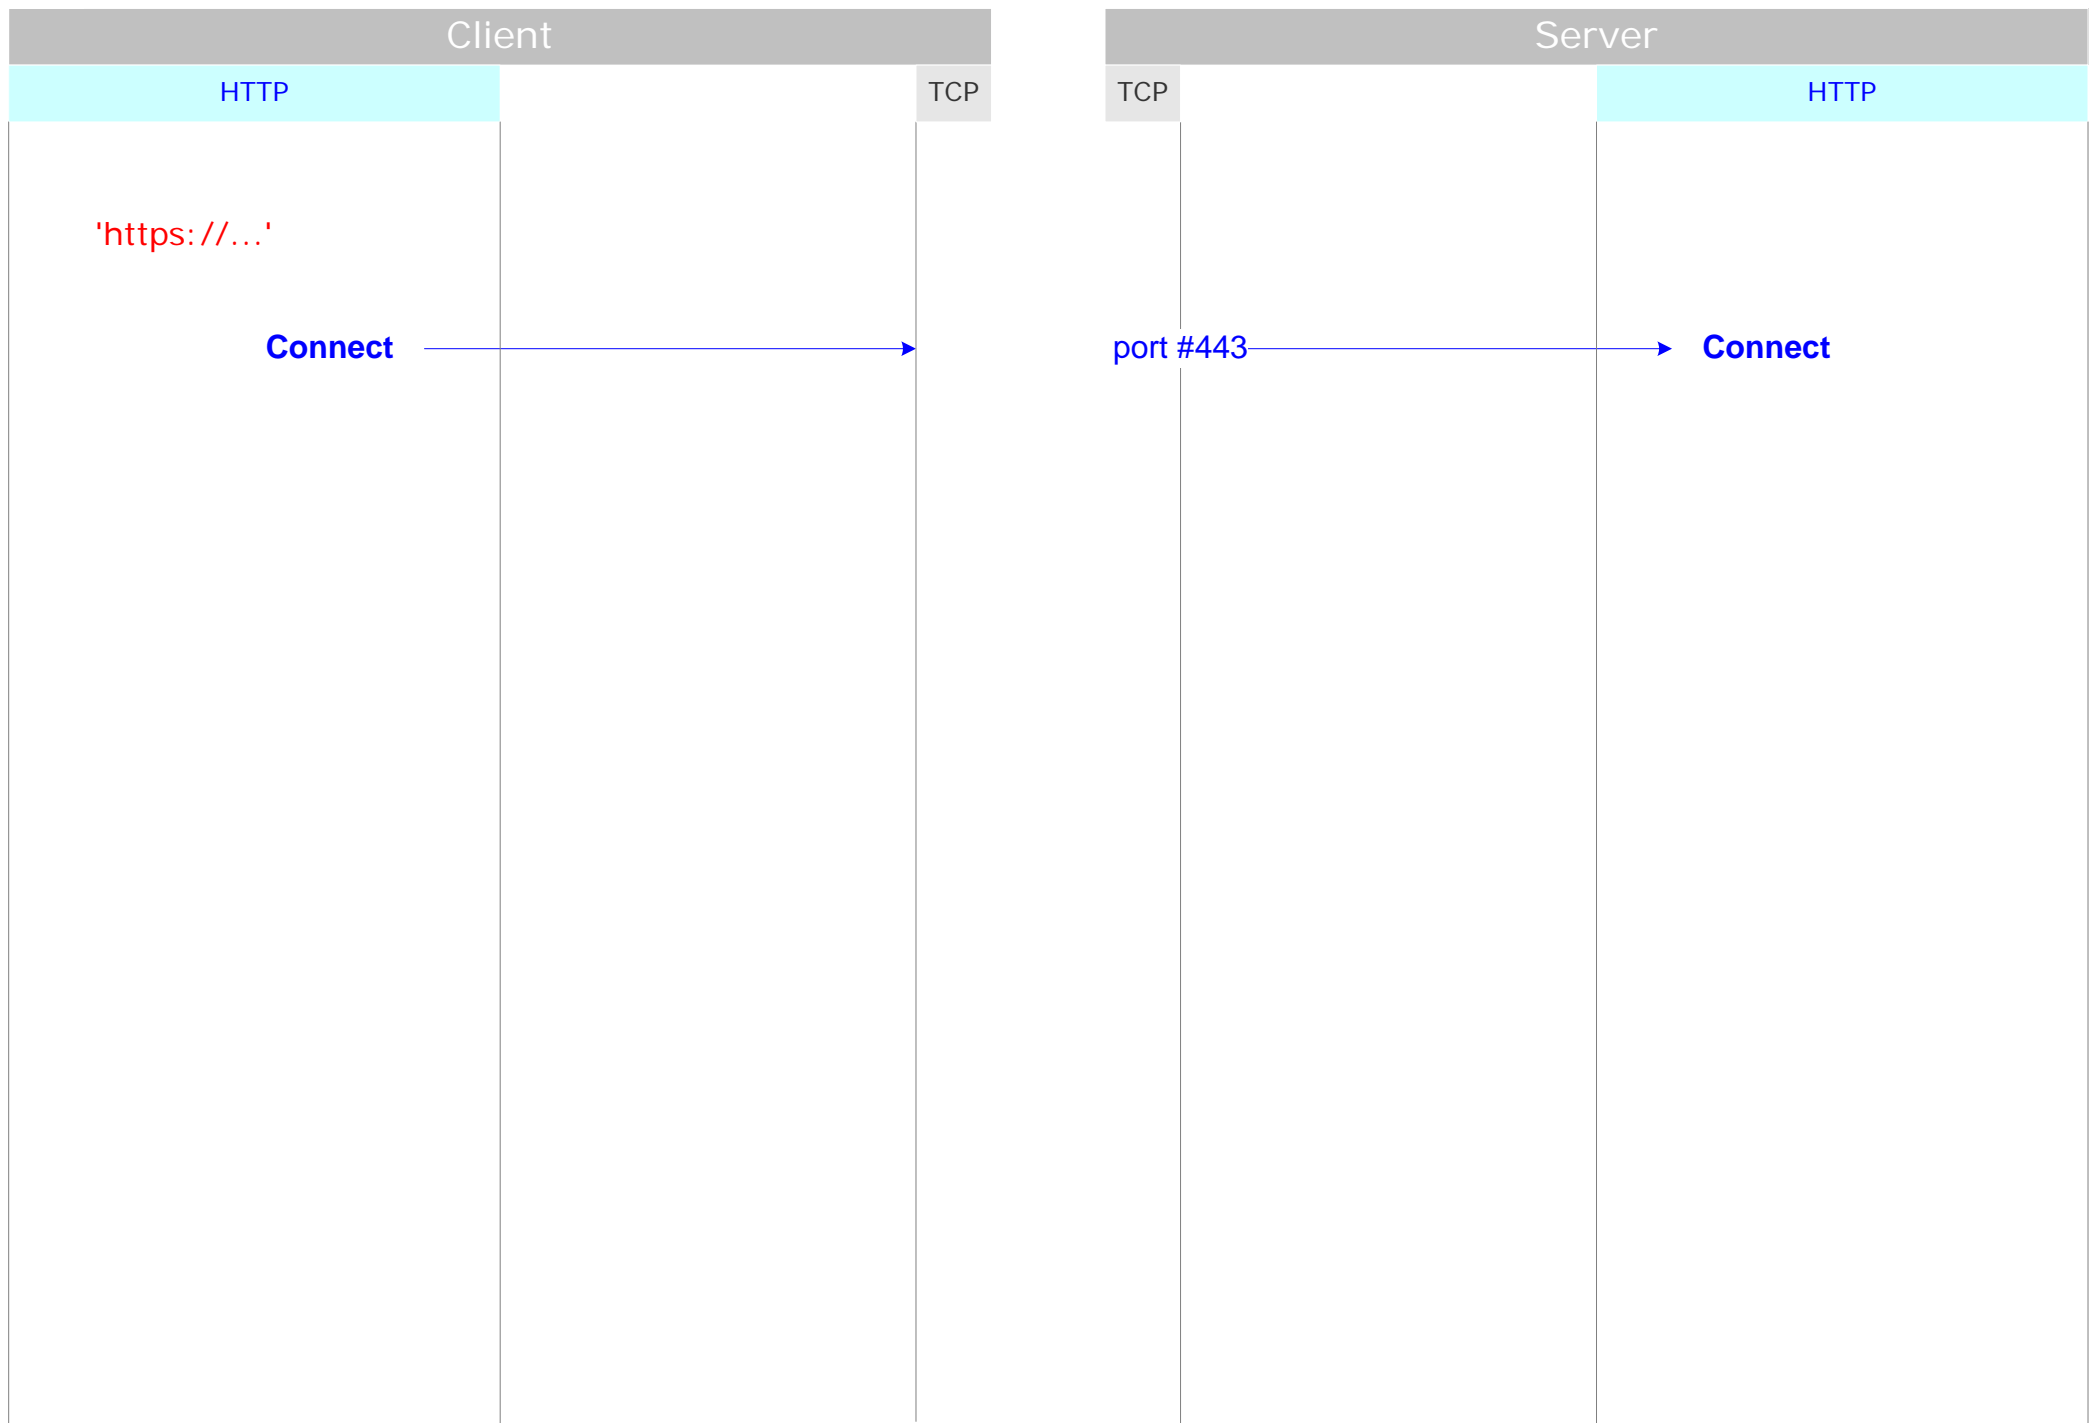 Client
Server
HTTP
TCP
TCP
HTTP
'https://...'
Connect
port #443
Connect